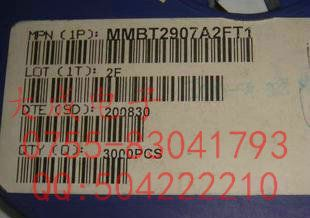 MPN (1P): MMBT2907A2FT1
LOT (1T): 2F
DTE (9D): 200830
QTY (Q): 3000PCS
0755-83041793
QQ:504222210